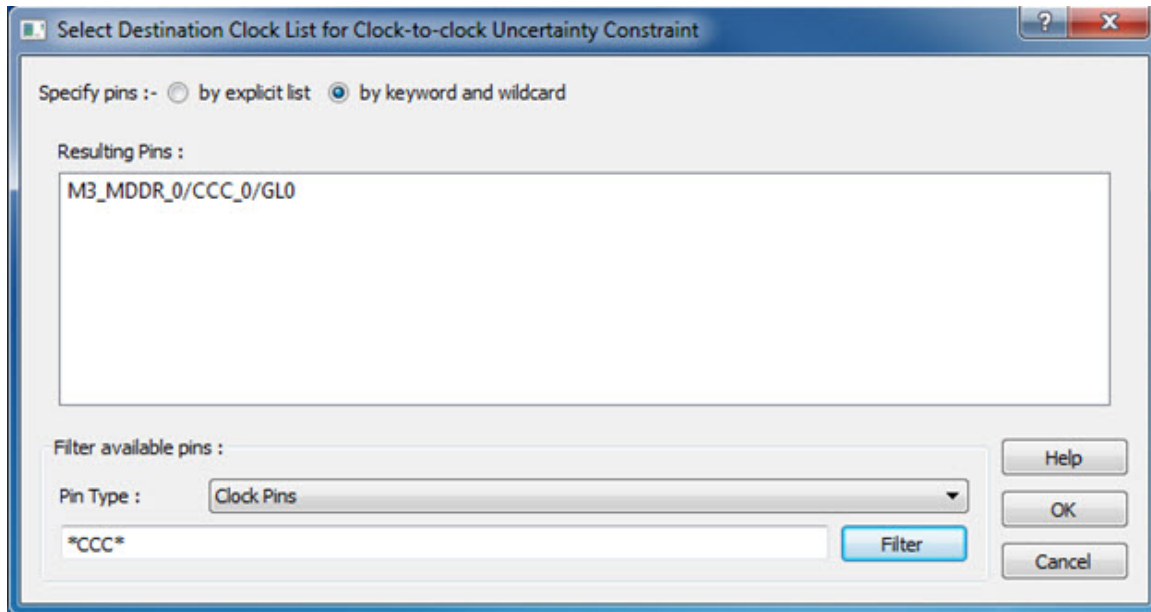 Select Destination Clock List for Clock-to-clock Uncertainty Constraint
?
Specify pins :- by explicit list by keyword and wildcard
Resulting Pins :
M3_MDDR_0/CCC_0/GL0
Filter available pins :
Pin Type : Clock Pins
*CCC* Filter
Help
OK
Cancel